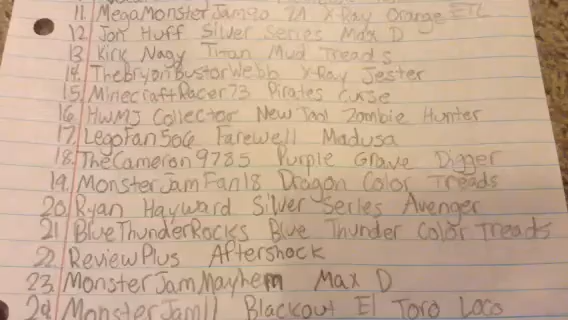 11. MegaMonsterJam20 ZA X-Ray Orange ETL
12. Jon Huff Silver Series Max D
13. Kirk Nagy Titan Mud Treads
14. ThebryonbustorWebb X-Ray Jester
15. MinecraftRacer73 Pirates Curse
16. HWMJ Collector New Tool Zombie Hunter
17. LegoFan506 Farewell Madusa
18. TheCameron9785 Purple Grave Digger
19. MonsterJamFan18 Dragon Color Treads
20. Ryan Hayward Silver Series Avenger
21 BlueThunderRocks Blue Thunder Color Treads
22. ReviewPlus Aftershock
23. MonsterJamMayhem Max D
24. MonsterJam11 Blackout El Toro Loco